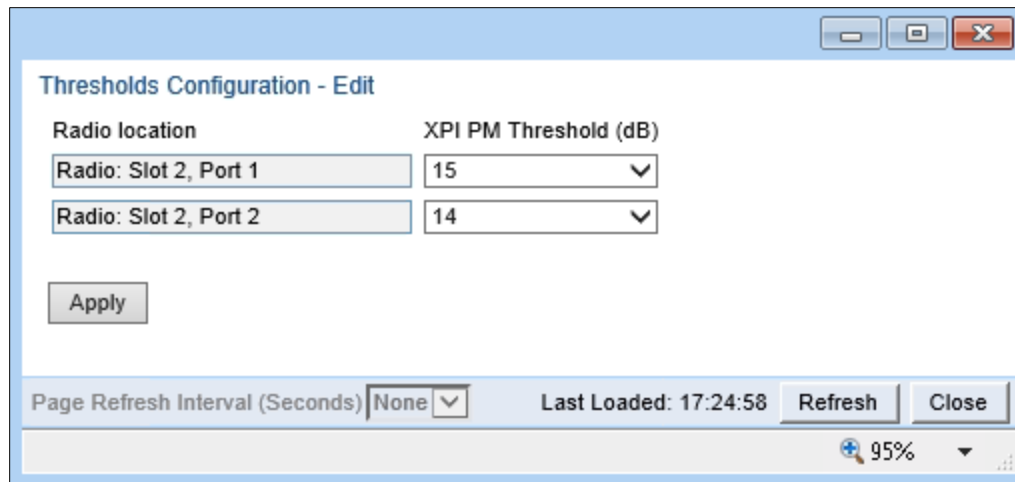 Thresholds Configuration - Edit
Radio location XPI PM Threshold (dB)
Radio: Slot 2, Port 1 15
Radio: Slot 2, Port 2 14
Apply
Page Refresh Interval (Seconds) None Last Loaded: 17:24:58 Refresh Close
95%